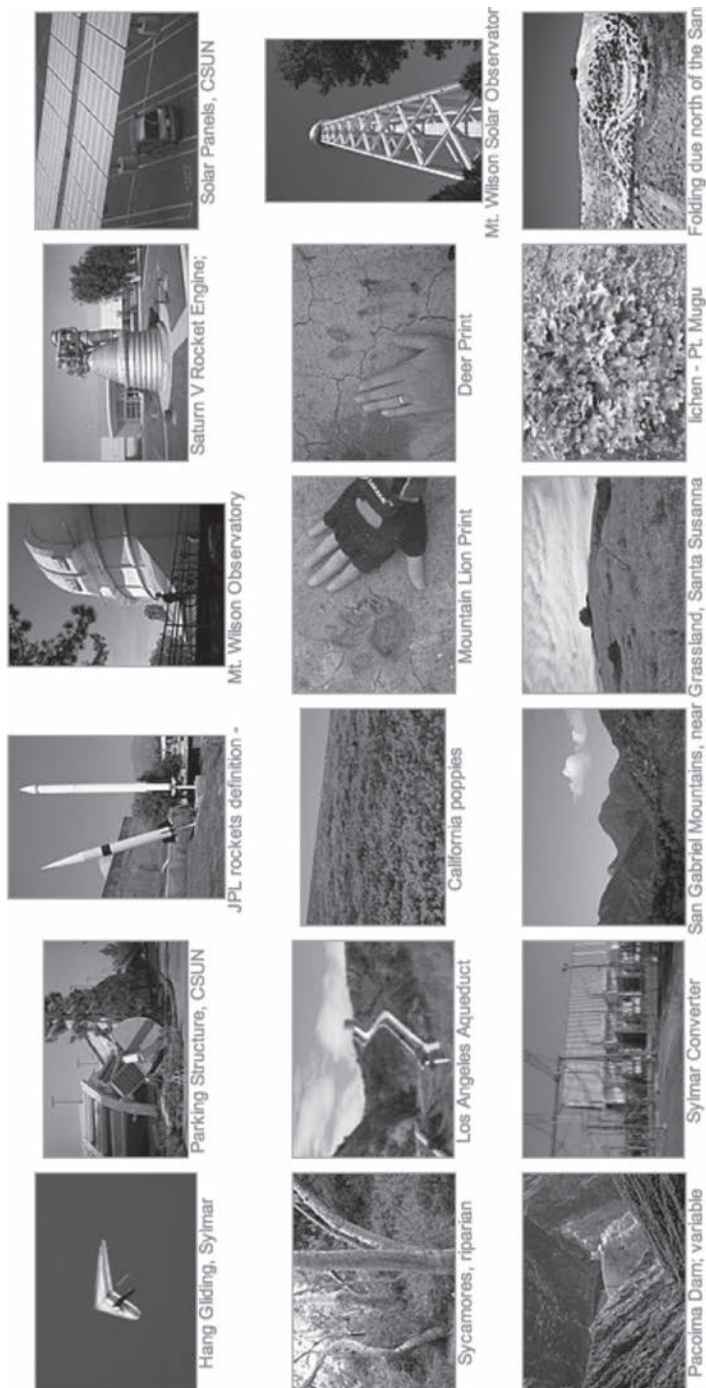 Hang Gliding, Sylmar
Parking Structure, CSUN
JPL rockets definition -
Mt. Wilson Observatory
Saturn V Rocket Engine;
Solar Panels, CSUN
Sycamores, riparian
Los Angeles Aqueduct
California poppies
Mountain Lion Print
Deer Print
Mt. Wilson Solar Observator
Pacoima Dam; variable
Sylmar Converter
San Gabriel Mountains, near
Grassland, Santa Susanna
lichen - Pt. Mugu
Folding due north of the San